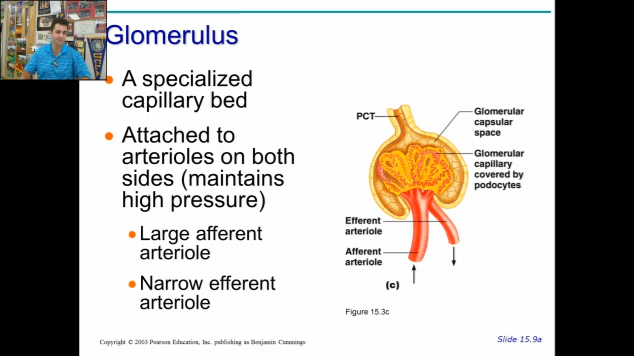 Glomerulus
A specialized
capillary bed
Attached to
arterioles on both
sides (maintains
high pressure)
Large afferent
arteriole
Narrow efferent
arteriole
PCT
Glomerular
capsular
space
Glomerular
capillary
covered by
podocytes
Efferent
arteriole
Afferent
arteriole
(c)
Figure 15.3c
Copyright © 2003 Pearson Education, Inc. publishing as Benjamin Cummings
Slide 15.9a